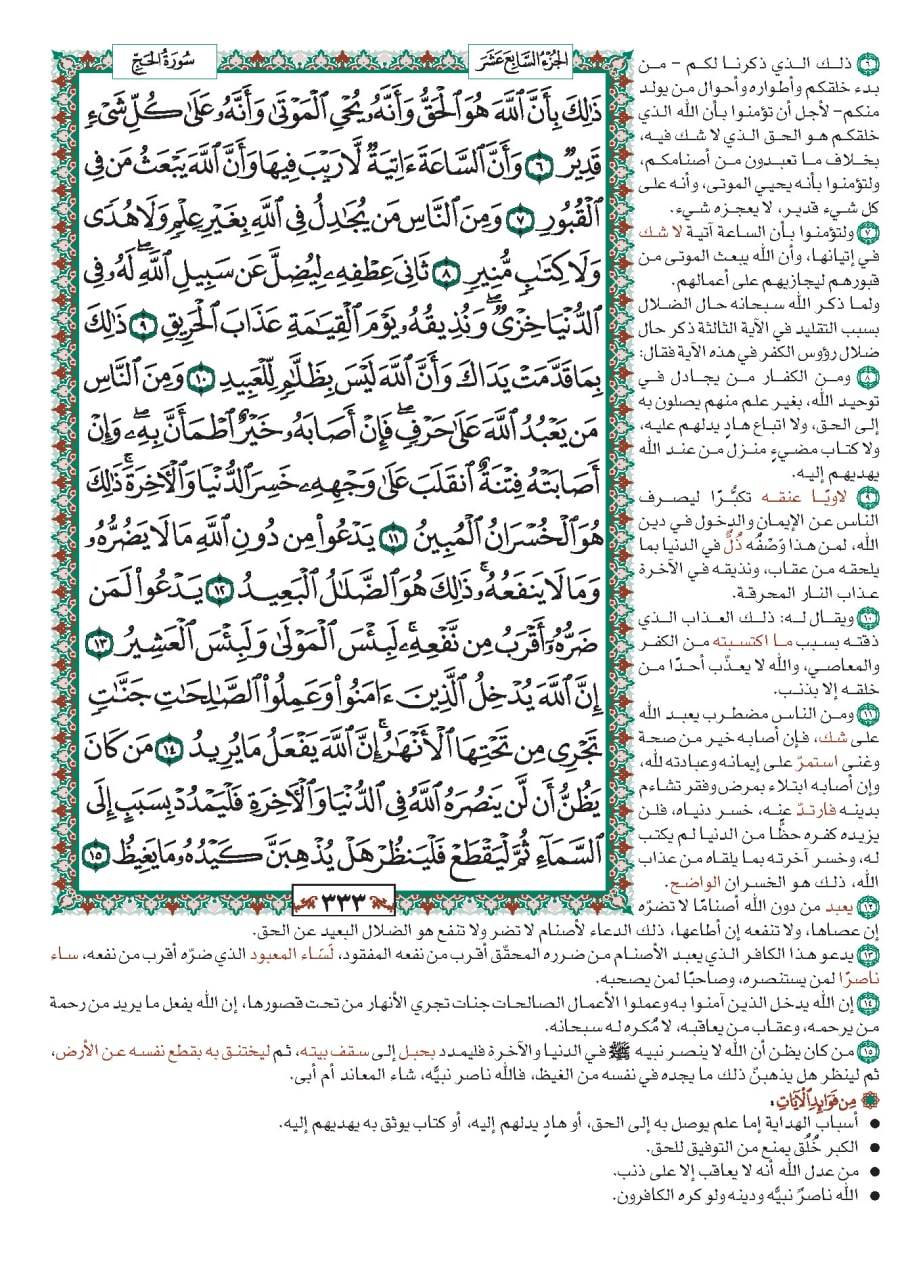 الجُزْءُ السَّابِعَ عَشَرَ
سُورَةُ الحَجِّ
ذَٰلِكَ بِأَنَّ ٱللَّهَ هُوَ ٱلۡحَقُّ وَأَنَّهُۥ يُحۡيِ ٱلۡمَوۡتَىٰ وَأَنَّهُۥ عَلَىٰ كُلِّ شَيۡءٖ
قَدِيرٞ ٦ وَأَنَّ ٱلسَّاعَةَ ءَاتِيَةٞ لَّا رَيۡبَ فِيهَا وَأَنَّ ٱللَّهَ يَبۡعَثُ مَن فِي
ٱلۡقُبُورِ ٧ وَمِنَ ٱلنَّاسِ مَن يُجَٰدِلُ فِي ٱللَّهِ بِغَيۡرِ عِلۡمٖ وَلَا هُدٗى
وَلَا كِتَٰبٖ مُّنِيرٖ ٨ ثَانِيَ عِطۡفِهِۦ لِيُضِلَّ عَن سَبِيلِ ٱللَّهِۖ لَهُۥ فِي
ٱلدُّنۡيَا خِزۡيٞۖ وَنُذِيقُهُۥ يَوۡمَ ٱلۡقِيَٰمَةِ عَذَابَ ٱلۡحَرِيقِ ٩ ذَٰلِكَ
بِمَا قَدَّمَتۡ يَدَاكَ وَأَنَّ ٱللَّهَ لَيۡسَ بِظَلَّٰمٖ لِّلۡعَبِيدِ ١٠ وَمِنَ ٱلنَّاسِ
مَن يَعۡبُدُ ٱللَّهَ عَلَىٰ حَرۡفٖۖ فَإِنۡ أَصَابَهُۥ خَيۡرٌ ٱطۡمَأَنَّ بِهِۦۖ وَإِنۡ
أَصَابَتۡهُ فِتۡنَةٌ ٱنقَلَبَ عَلَىٰ وَجۡهِهِۦ خَسِرَ ٱلدُّنۡيَا وَٱلۡأٓخِرَةَۚ ذَٰلِكَ
هُوَ ٱلۡخُسۡرَانُ ٱلۡمُبِينُ ١١ يَدۡعُواْ مِن دُونِ ٱللَّهِ مَا لَا يَضُرُّهُۥ
وَمَا لَا يَنفَعُهُۥۚ ذَٰلِكَ هُوَ ٱلضَّلَٰلُ ٱلۡبَعِيدُ ١٢ يَدۡعُواْ لَمَن
ضَرُّهُۥٓ أَقۡرَبُ مِن نَّفۡعِهِۦۚ لَبِئۡسَ ٱلۡمَوۡلَىٰ وَلَبِئۡسَ ٱلۡعَشِيرُ ١٣
إِنَّ ٱللَّهَ يُدۡخِلُ ٱلَّذِينَ ءَامَنُواْ وَعَمِلُواْ ٱلصَّٰلِحَٰتِ جَنَّٰتٖ
تَجۡرِي مِن تَحۡتِهَا ٱلۡأَنۡهَٰرُۚ إِنَّ ٱللَّهَ يَفۡعَلُ مَا يُرِيدُ ١٤ مَن كَانَ
يَظُنُّ أَن لَّن يَنصُرَهُ ٱللَّهُ فِي ٱلدُّنۡيَا وَٱلۡأٓخِرَةِ فَلۡيَمۡدُدۡ بِسَبَبٍ إِلَى
ٱلسَّمَآءِ ثُمَّ لۡيَقۡطَعۡ فَلۡيَنظُرۡ هَلۡ يُذۡهِبَنَّ كَيۡدُهُۥ مَا يَغِيظُ ١٥
٣٣٣
٦ ذلك الذي ذكرنا لكم - من
بدء خلقكم وأطواره وأحوال من يولد
منكم - لأجل أن تؤمنوا بأن الله الذي
خلقكم هو الحق الذي لا شك فيه،
بخلاف ما تعبدون من أصنامكم،
ولتؤمنوا بأنه يحيي الموتى، وأنه على
كل شيء قدير، لا يعجزه شيء.
٧ ولتؤمنوا بأن الساعة آتية لا شك
في إتيانها، وأن الله يبعث الموتى من
قبورهم ليجازيهم على أعمالهم.
ولما ذكر الله سبحانه حال الضلال
بسبب التقليد في الآية الثالثة ذكر حال
ضلال رؤوس الكفر في هذه الآية فقال:
٨ ومن الكفار من يجادل في
توحيد الله، بغير علم منهم يصلون به
إلى الحق، ولا اتباع هادٍ يدلهم عليه،
ولا كتاب مضيءٍ منزل من عند الله
يهديهم إليه.
٩ لاويًا عنقه تكبُّرًا ليصرف
الناس عن الإيمان والدخول في دين
الله، لمن هذا وَصْفُه ذُلٌّ في الدنيا بما
يلحقه من عقاب، ونذيقه في الآخرة
عذاب النار المحرقة.
١٠ ويقال له: ذلك العذاب الذي
ذقته بسبب ما اكتسبته من الكفر
والمعاصي، والله لا يعذّب أحدًا من
خلقه إلا بذنب.
١١ ومن الناس مضطرب يعبد الله
على شك، فإن أصابه خير من صحة
وغنى استمرّ على إيمانه وعبادته لله،
وإن أصابه ابتلاء بمرض وفقر تشاءم
بدينه فارتدّ عنه، خسر دنياه، فلن
يزيده كفره حظًّا من الدنيا لم يكتب
له، وخسر آخرته بما يلقاه من عذاب
الله، ذلك هو الخسران الواضح.
١٢ يعبد من دون الله أصنامًا لا تضرّه
إن عصاها، ولا تنفعه إن أطاعها، ذلك الدعاء لأصنام لا تضر ولا تنفع هو الضلال البعيد عن الحق.
١٣ يدعو هذا الكافر الذي يعبد الأصنام من ضرره المحقّق أقرب من نفعه المفقود، لَسَاء المعبود الذي ضرّه أقرب من نفعه، ساء
ناصرًا لمن يستنصره، وصاحبًا لمن يصحبه.
١٤ إن الله يدخل الذين آمنوا به وعملوا الأعمال الصالحات جنات تجري الأنهار من تحت قصورها، إن الله يفعل ما يريد من رحمة
من يرحمه، وعقاب من يعاقبه، لا مُكره له سبحانه.
١٥ من كان يظن أن الله لا ينصر نبيه ﷺ في الدنيا والآخرة فليمدد بحبل إلى سقف بيته، ثم ليختنق به بقطع نفسه عن الأرض،
ثم لينظر هل يذهبنّ ذلك ما يجده في نفسه من الغيظ، فالله ناصر نبيَّه، شاء المعاند أم أبى.
مِن فَوَائِدِ الآيَاتِ:
● أسباب الهداية إما علم يوصل به إلى الحق، أو هادٍ يدلهم إليه، أو كتاب يوثق به يهديهم إليه.
● الكبر خُلُق يمنع من التوفيق للحق.
● من عدل الله أنه لا يعاقب إلا على ذنب.
● الله ناصرٌ نبيَّه ودينه ولو كره الكافرون.